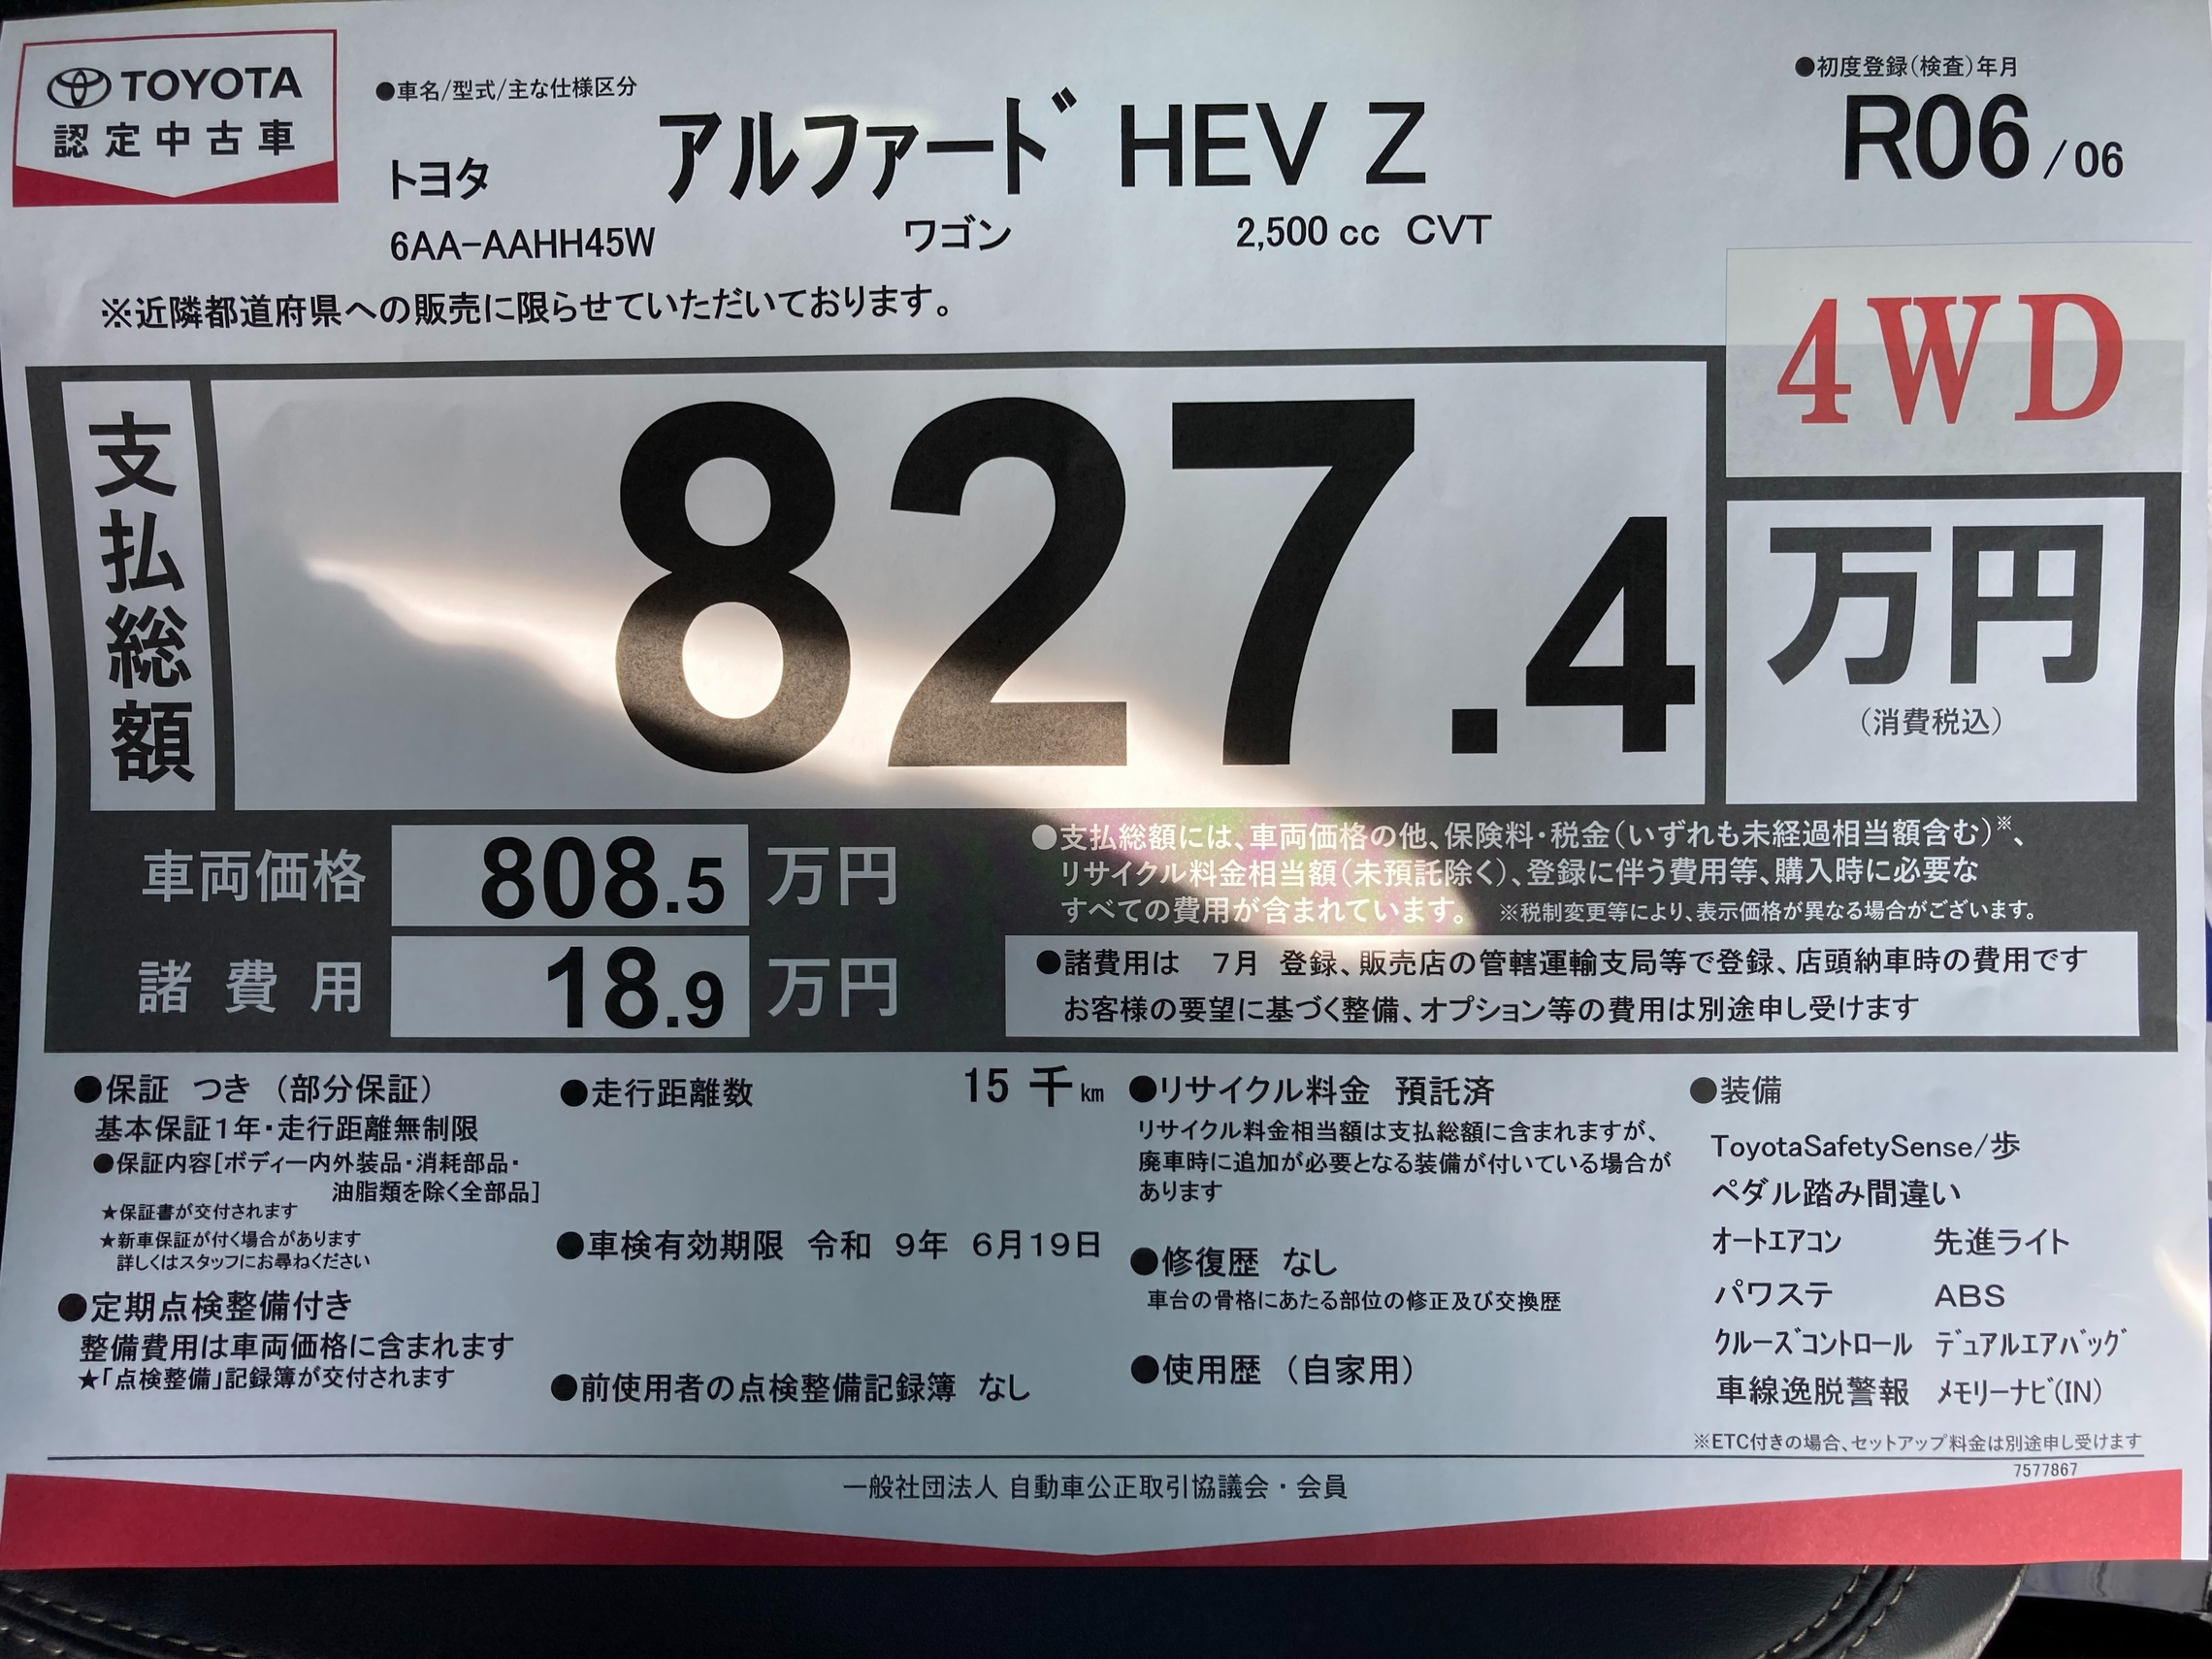 TOYOTA
認定中古車
●車名/型式/主な仕様区分
トヨタ
アルファード HEV Z
●初度登録(検査)年月
R06/06
6AA-AAHH45W ワゴン 2,500 cc CVT
※近隣都道府県への販売に限らせていただいております。
4WD
支払総額
827.4
万円
(消費税込)
車両価格 808.5 万円
諸費用 18.9 万円
●支払総額には、車両価格の他、保険料・税金(いずれも未経過相当額含む)※、
リサイクル料金相当額(未預託除く)、登録に伴う費用等、購入時に必要な
すべての費用が含まれています。 ※税制変更等により、表示価格が異なる場合がございます。
●諸費用は 7月 登録、販売店の管轄運輸支局等で登録、店頭納車時の費用です
お客様の要望に基づく整備、オプション等の費用は別途申し受けます
●保証 つき (部分保証)
基本保証1年・走行距離無制限
●保証内容[ボディー内外装品・消耗部品・
油脂類を除く全部品]
★保証書が交付されます
★新車保証が付く場合があります
詳しくはスタッフにお尋ねください
●定期点検整備付き
整備費用は車両価格に含まれます
★「点検整備」記録簿が交付されます
●走行距離数 15 千km
●車検有効期限 令和 9年 6月19日
●前使用者の点検整備記録簿 なし
●リサイクル料金 預託済
リサイクル料金相当額は支払総額に含まれますが、
廃車時に追加が必要となる装備が付いている場合が
あります
●修復歴 なし
車台の骨格にあたる部位の修正及び交換歴
●使用歴 (自家用)
●装備
ToyotaSafetySense/歩
ペダル踏み間違い
オートエアコン 先進ライト
パワステ ABS
クルーズコントロール デュアルエアバッグ
車線逸脱警報 メモリーナビ(IN)
※ETC付きの場合、セットアップ料金は別途申し受けます
7577867
一般社団法人 自動車公正取引協議会・会員